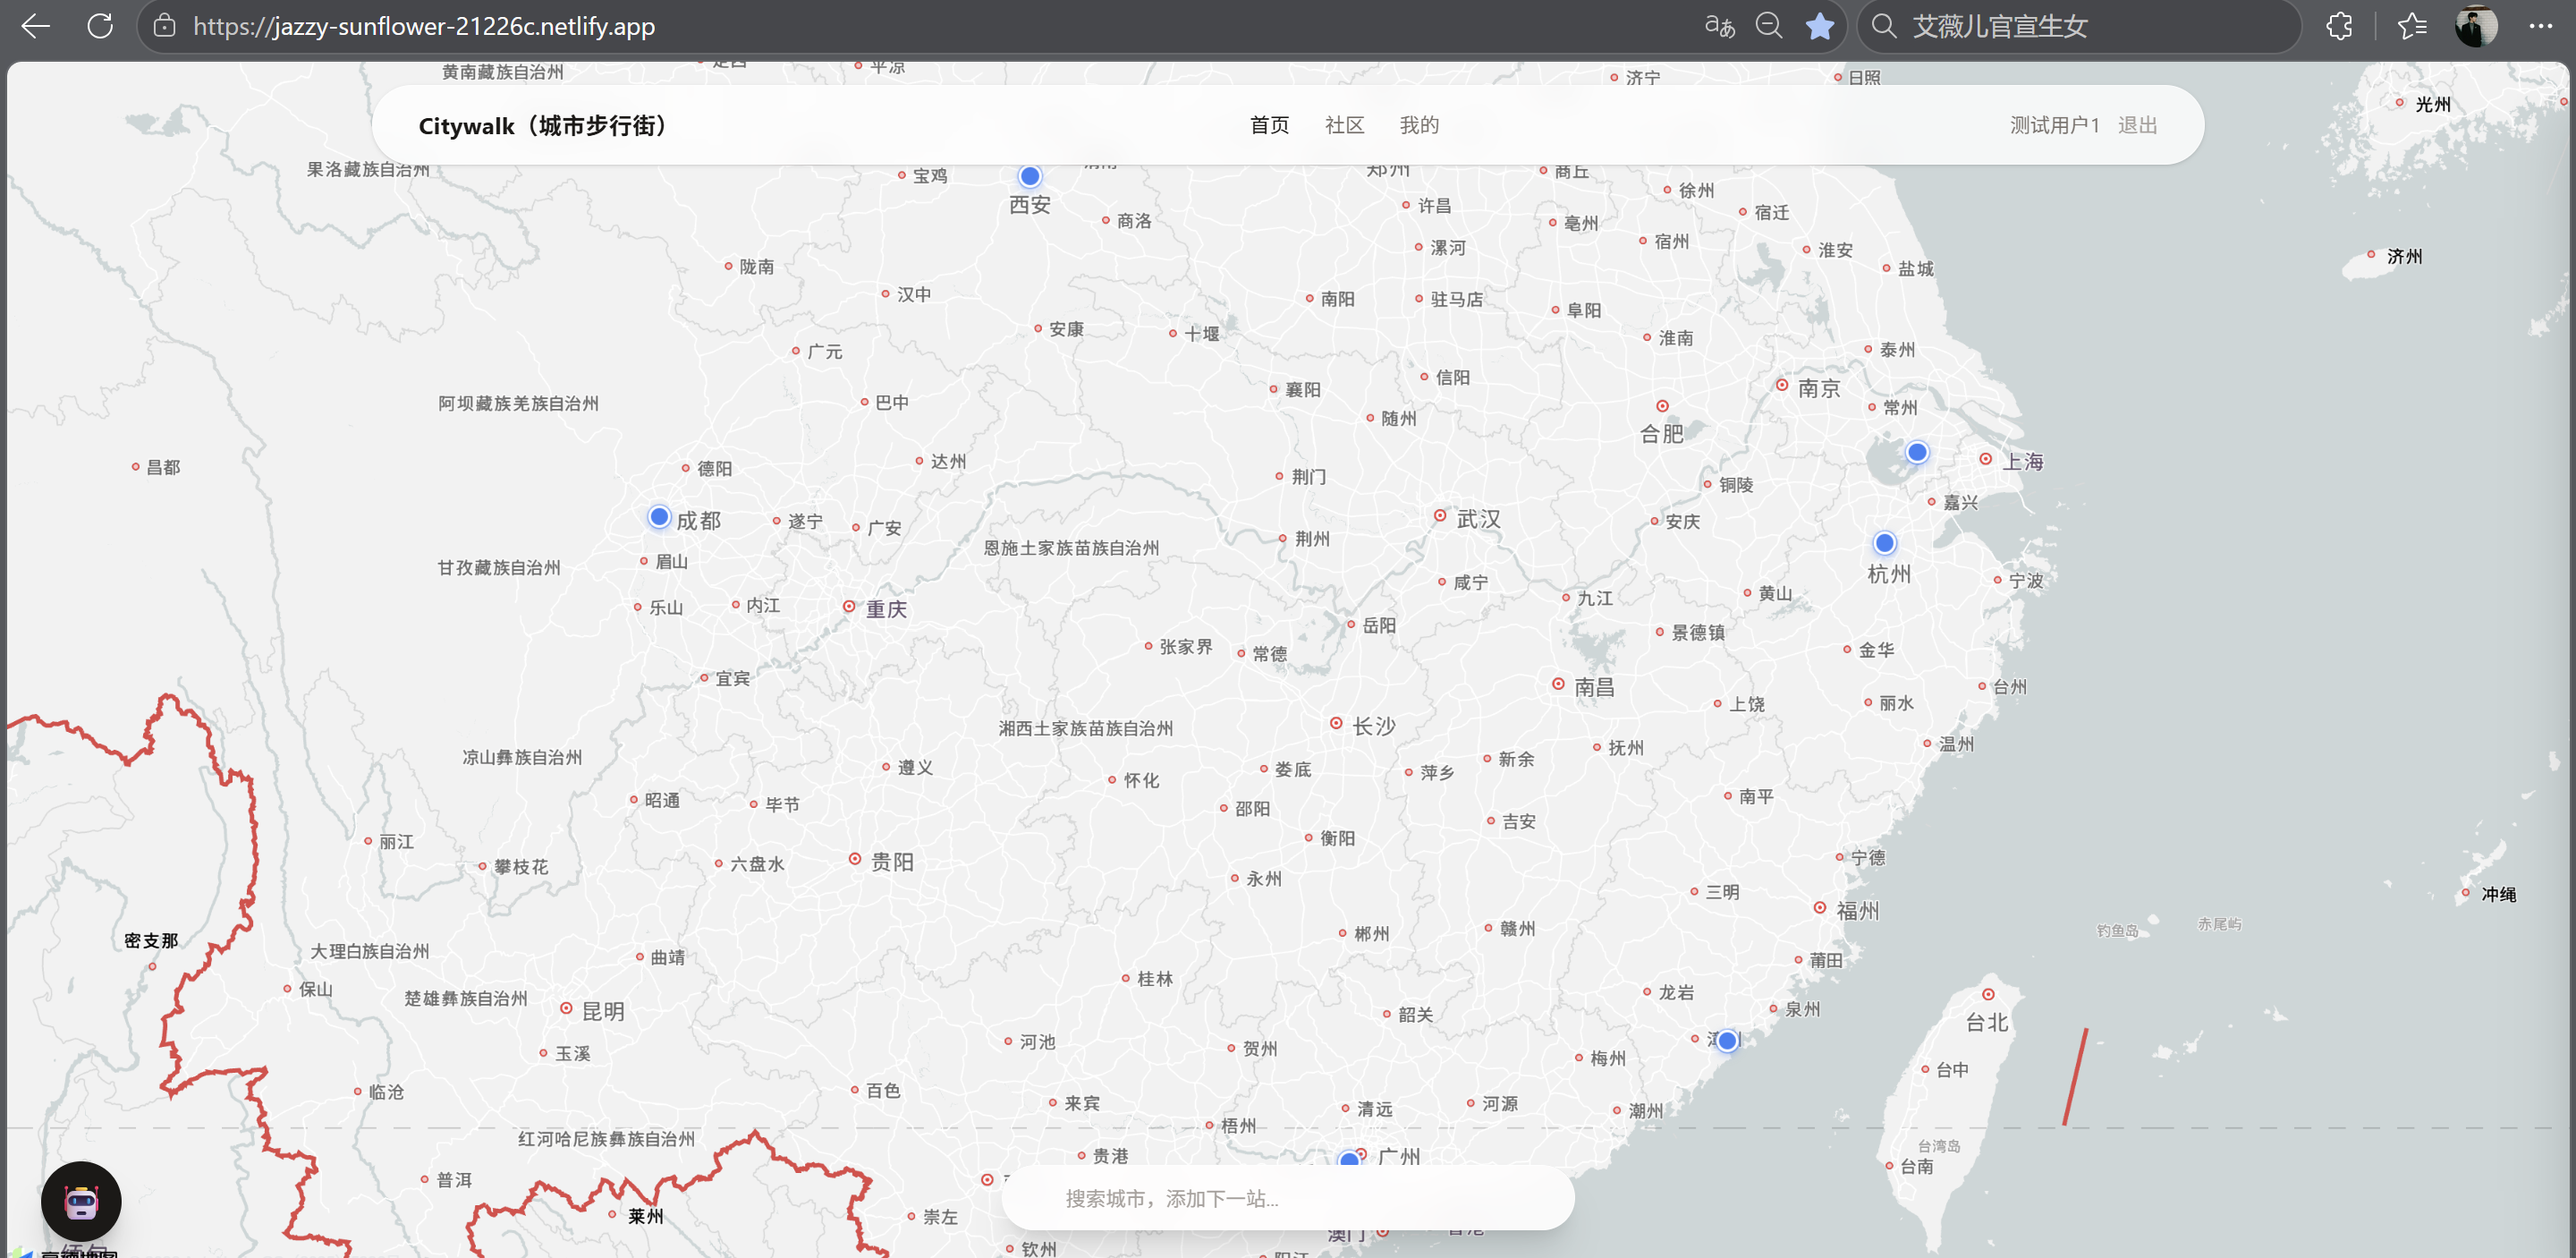 https://jazzy-sunflower-21226c.netlify.app
艾薇儿官宣生女
黄南藏族自治州
平凉
济宁
日照
光州
Citywalk（城市步行街）
首页
社区
我的
测试用户1
退出
果洛藏族自治州
宝鸡
郑州
商丘
徐州
西安
许昌
宿迁
商洛
亳州
宿州
漯河
淮安
济州
陇南
盐城
汉中
南阳
驻马店
阜阳
安康
十堰
淮南
广元
泰州
信阳
襄阳
南京
阿坝藏族羌族自治州
巴中
常州
随州
合肥
昌都
德阳
达州
上海
荆门
铜陵
嘉兴
成都
遂宁
广安
武汉
安庆
恩施土家族苗族自治州
荆州
甘孜藏族自治州
眉山
咸宁
杭州
宁波
乐山
内江
重庆
九江
黄山
岳阳
景德镇
张家界
常德
金华
宜宾
南昌
台州
上饶
丽水
湘西土家族苗族自治州
长沙
温州
凉山彝族自治州
抚州
遵义
新余
怀化
娄底
萍乡
昭通
毕节
邵阳
南平
吉安
丽江
衡阳
攀枝花
六盘水
贵阳
宁德
永州
三明
冲绳
福州
钓鱼岛
赤尾屿
密支那
郴州
赣州
大理白族自治州
曲靖
莆田
桂林
保山
楚雄彝族自治州
龙岩
昆明
韶关
泉州
台北
河池
贺州
玉溪
梅州
台中
临沧
百色
来宾
清远
河源
潮州
梧州
红河哈尼族彝族自治州
台湾岛
贵港
广州
台南
普洱
搜索城市，添加下一站...
莱州
崇左
澳门
钦州